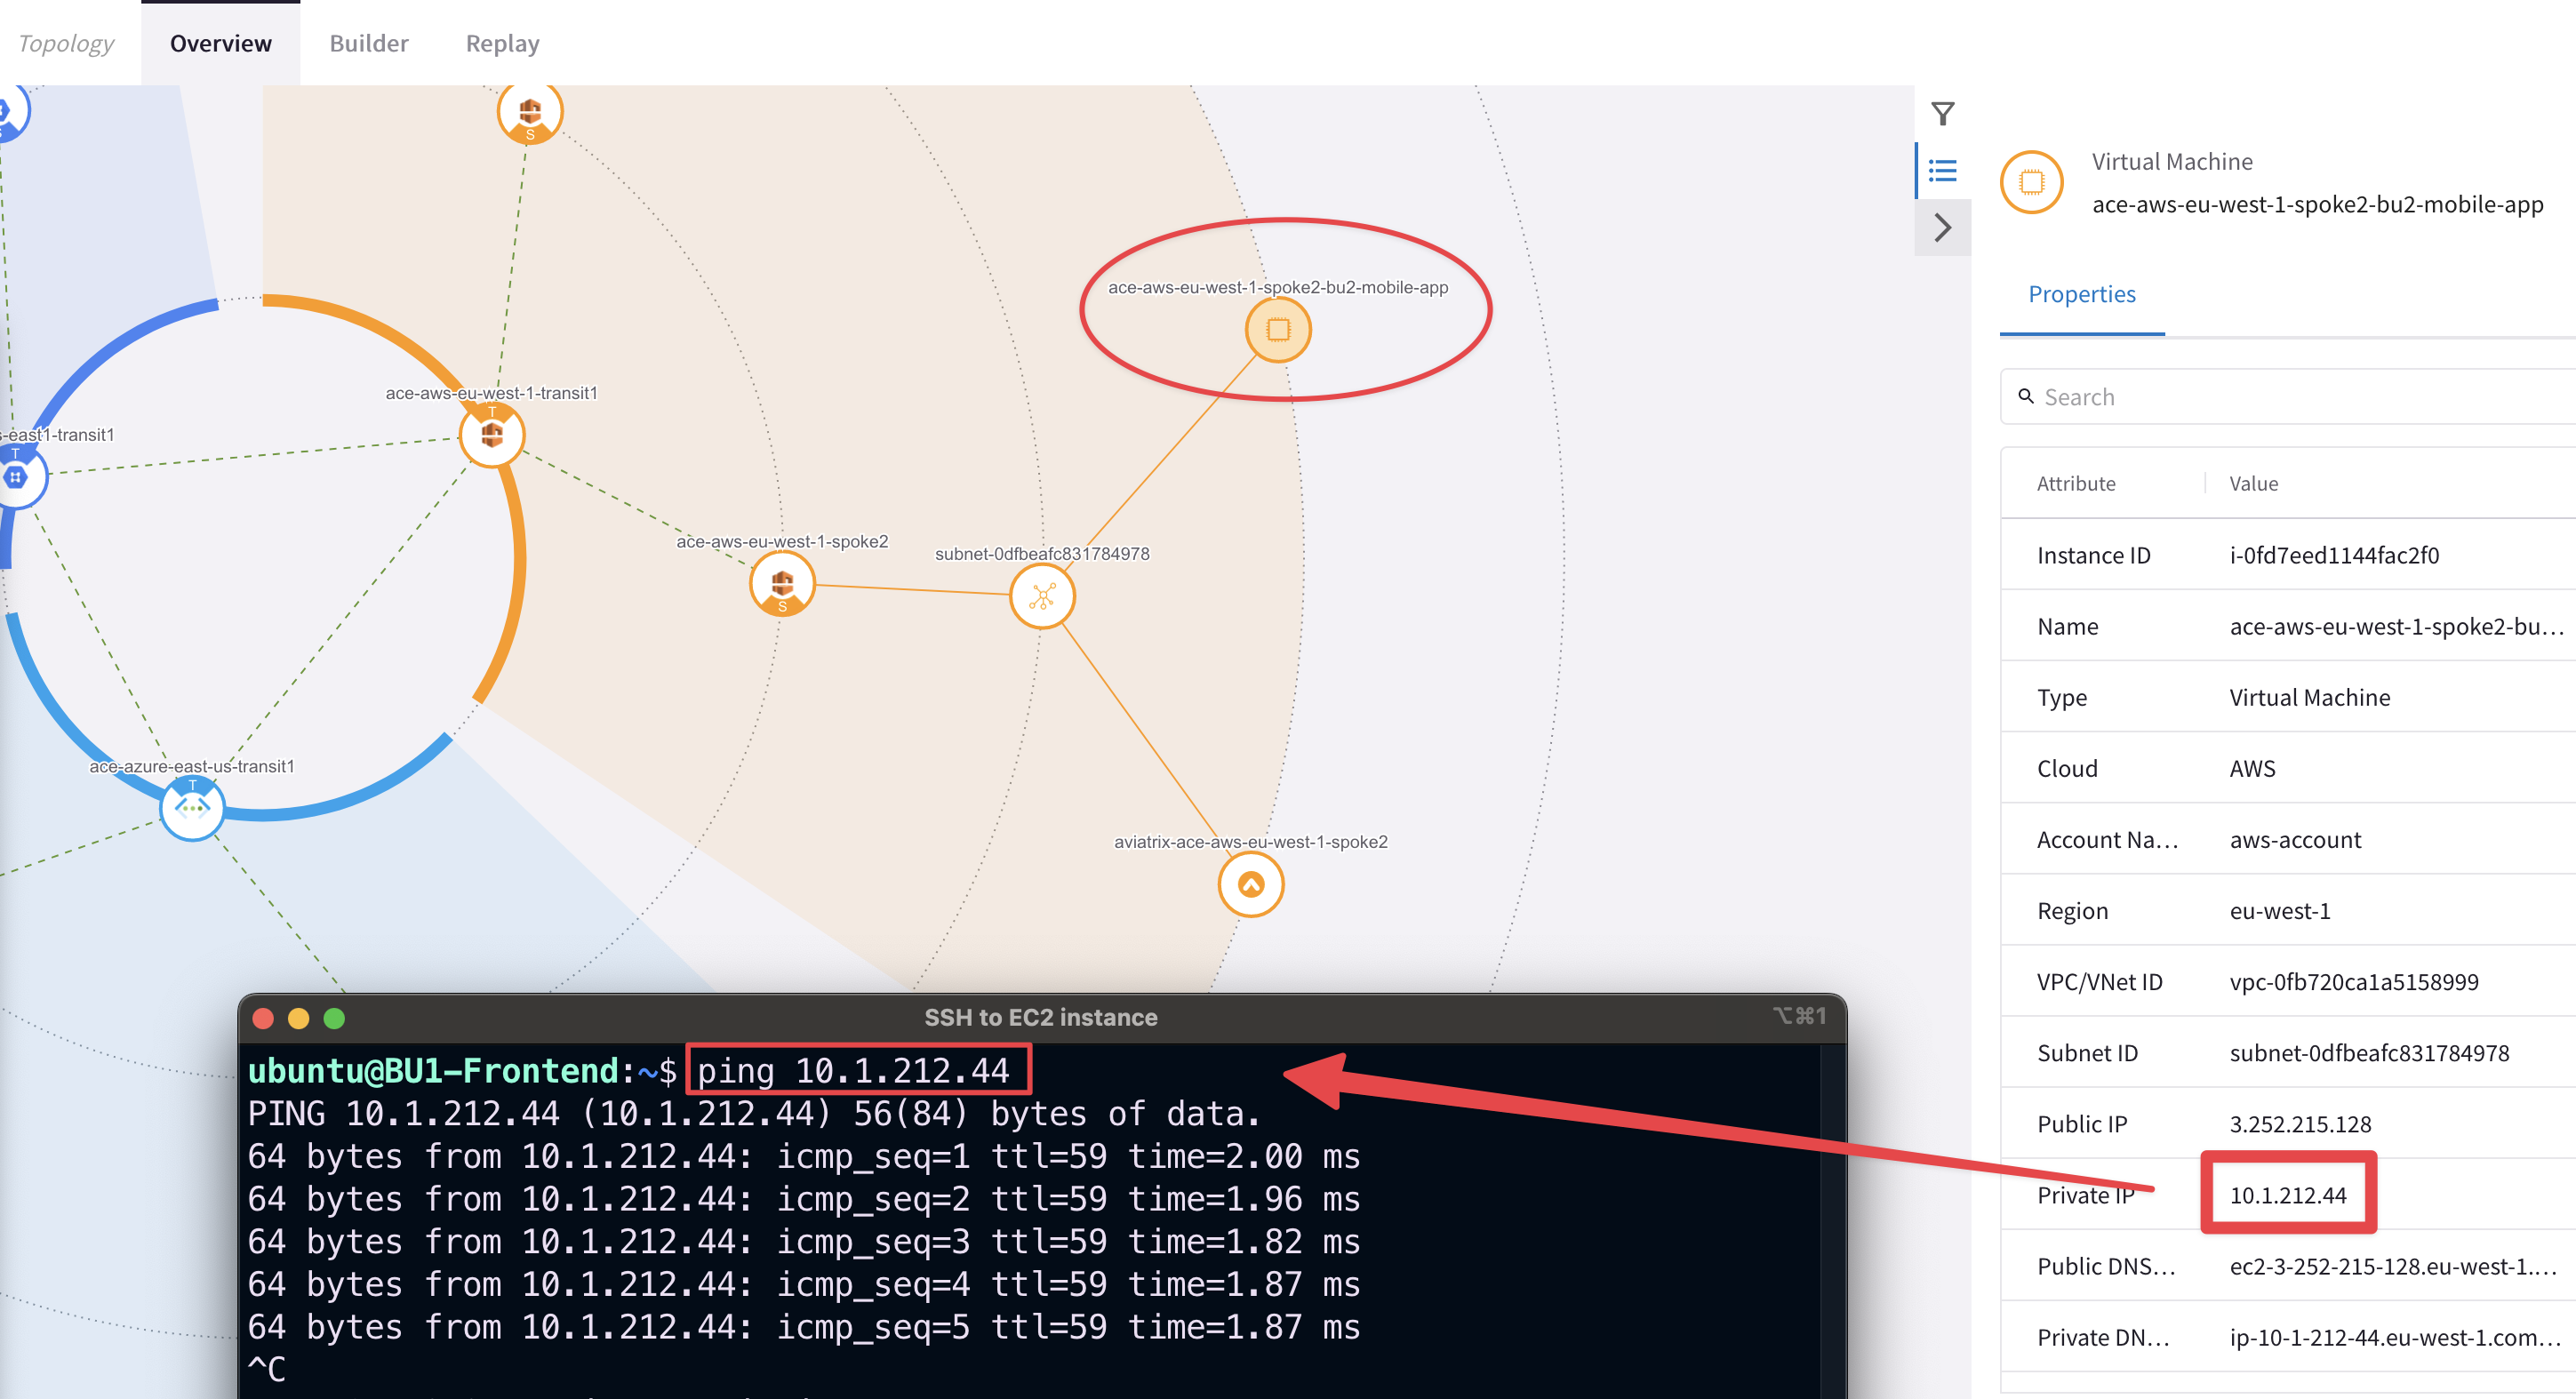 Topology
Overview
Builder
Replay
ace-aws-eu-west-1-spoke2-bu2-mobile-app
ace-aws-eu-west-1-transit1
s-east1-transit1
ace-aws-eu-west-1-spoke2
subnet-0dfbeafc831784978
ace-azure-east-us-transit1
aviatrix-ace-aws-eu-west-1-spoke2
S
T
T
S
T
Virtual Machine
ace-aws-eu-west-1-spoke2-bu2-mobile-app
Properties
Search
Attribute Value
Instance ID i-0fd7eed1144fac2f0
Name ace-aws-eu-west-1-spoke2-bu…
Type Virtual Machine
Cloud AWS
Account Na… aws-account
Region eu-west-1
VPC/VNet ID vpc-0fb720ca1a5158999
Subnet ID subnet-0dfbeafc831784978
Public IP 3.252.215.128
Private IP 10.1.212.44
Public DNS… ec2-3-252-215-128.eu-west-1.…
Private DN… ip-10-1-212-44.eu-west-1.com…
SSH to EC2 instance
⌥⌘1
ubuntu@BU1-Frontend:~$ ping 10.1.212.44
PING 10.1.212.44 (10.1.212.44) 56(84) bytes of data.
64 bytes from 10.1.212.44: icmp_seq=1 ttl=59 time=2.00 ms
64 bytes from 10.1.212.44: icmp_seq=2 ttl=59 time=1.96 ms
64 bytes from 10.1.212.44: icmp_seq=3 ttl=59 time=1.82 ms
64 bytes from 10.1.212.44: icmp_seq=4 ttl=59 time=1.87 ms
64 bytes from 10.1.212.44: icmp_seq=5 ttl=59 time=1.87 ms
^C